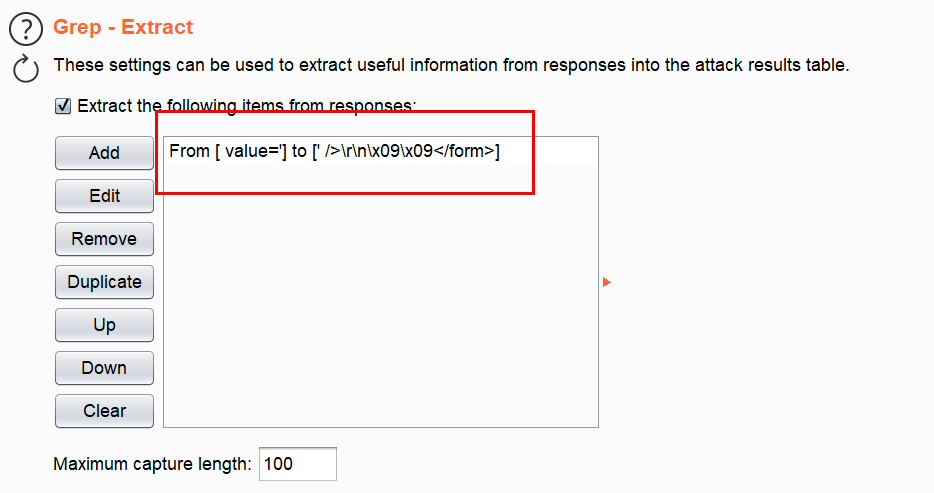 ?
Grep - Extract
These settings can be used to extract useful information from responses into the attack results table.
Extract the following items from responses:
Add
From [ value='] to [' />\r\n\x09\x09</form>]
Edit
Remove
Duplicate
Up
Down
Clear
Maximum capture length: 100